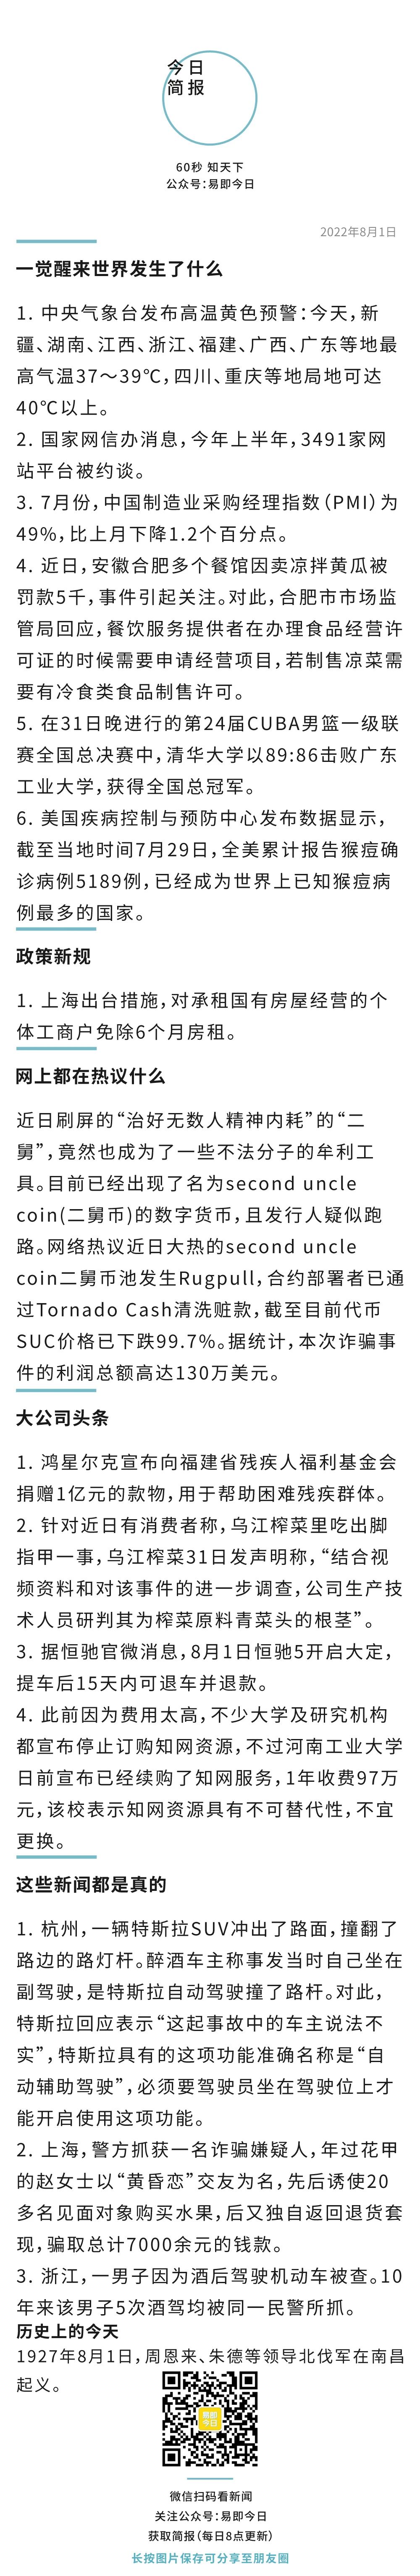 今日
简报
60秒 知天下
公众号：易即今日
2022年8月1日
一觉醒来世界发生了什么
1. 中央气象台发布高温黄色预警：今天，新
疆、湖南、江西、浙江、福建、广西、广东等地最
高气温37～39℃，四川、重庆等地局地可达
40℃以上。
2. 国家网信办消息，今年上半年，3491家网
站平台被约谈。
3. 7月份，中国制造业采购经理指数（PMI）为
49%，比上月下降1.2个百分点。
4. 近日，安徽合肥多个餐馆因卖凉拌黄瓜被
罚款5千，事件引起关注。对此，合肥市市场监
管局回应，餐饮服务提供者在办理食品经营许
可证的时候需要申请经营项目，若制售凉菜需
要有冷食类食品制售许可。
5. 在31日晚进行的第24届CUBA男篮一级联
赛全国总决赛中，清华大学以89:86击败广东
工业大学，获得全国总冠军。
6. 美国疾病控制与预防中心发布数据显示，
截至当地时间7月29日，全美累计报告猴痘确
诊病例5189例，已经成为世界上已知猴痘病
例最多的国家。
政策新规
1. 上海出台措施，对承租国有房屋经营的个
体工商户免除6个月房租。
网上都在热议什么
近日刷屏的“治好无数人精神内耗”的“二
舅”，竟然也成为了一些不法分子的牟利工
具。目前已经出现了名为second uncle
coin(二舅币)的数字货币，且发行人疑似跑
路。网络热议近日大热的second uncle
coin二舅币池发生Rugpull，合约部署者已通
过Tornado Cash清洗赃款，截至目前代币
SUC价格已下跌99.7%。据统计，本次诈骗事
件的利润总额高达130万美元。
大公司头条
1. 鸿星尔克宣布向福建省残疾人福利基金会
捐赠1亿元的款物，用于帮助困难残疾群体。
2. 针对近日有消费者称，乌江榨菜里吃出脚
指甲一事，乌江榨菜31日发声明称，“结合视
频资料和对该事件的进一步调查，公司生产技
术人员研判其为榨菜原料青菜头的根茎”。
3. 据恒驰官微消息，8月1日恒驰5开启大定，
提车后15天内可退车并退款。
4. 此前因为费用太高，不少大学及研究机构
都宣布停止订购知网资源，不过河南工业大学
日前宣布已经续购了知网服务，1年收费97万
元，该校表示知网资源具有不可替代性，不宜
更换。
这些新闻都是真的
1. 杭州，一辆特斯拉SUV冲出了路面，撞翻了
路边的路灯杆。醉酒车主称事发当时自己坐在
副驾驶，是特斯拉自动驾驶撞了路杆。对此，
特斯拉回应表示“这起事故中的车主说法不
实”，特斯拉具有的这项功能准确名称是“自
动辅助驾驶”，必须要驾驶员坐在驾驶位上才
能开启使用这项功能。
2. 上海，警方抓获一名诈骗嫌疑人，年过花甲
的赵女士以“黄昏恋”交友为名，先后诱使20
多名见面对象购买水果，后又独自返回退货套
现，骗取总计7000余元的钱款。
3. 浙江，一男子因为酒后驾驶机动车被查。10
年来该男子5次酒驾均被同一民警所抓。
历史上的今天
1927年8月1日，周恩来、朱德等领导北伐军在南昌
起义。
易即
今日
微信扫码看新闻
关注公众号：易即今日
获取简报（每日8点更新）
长按图片保存可分享至朋友圈